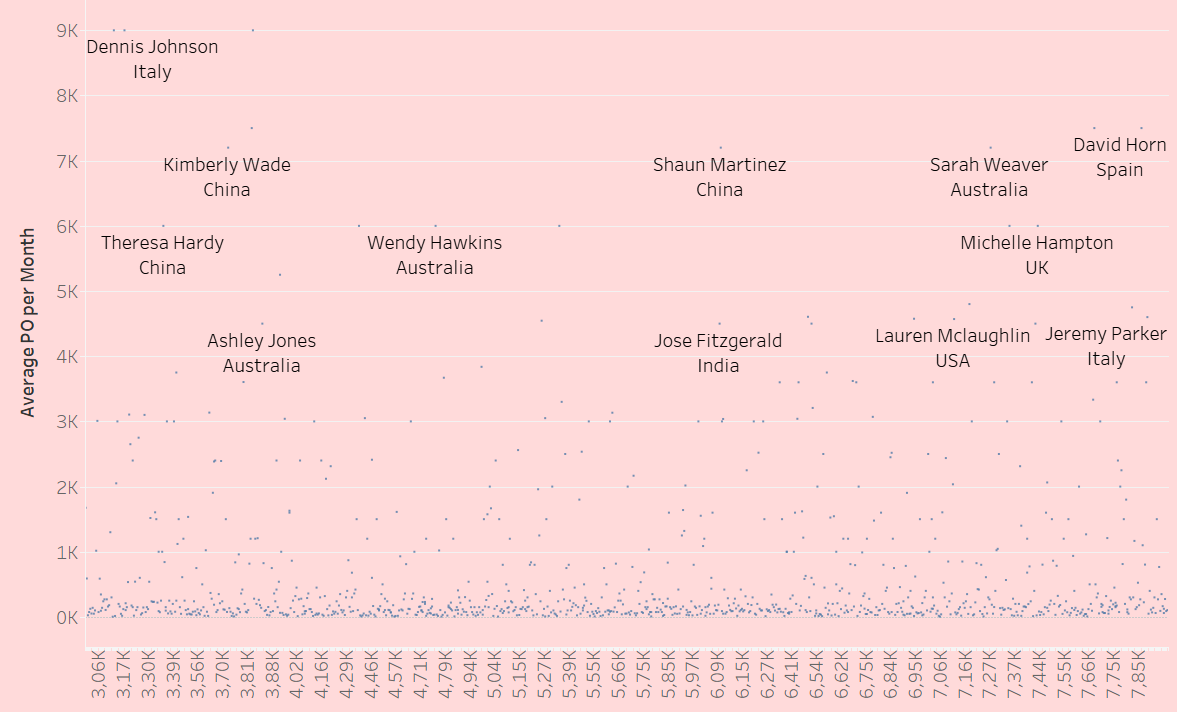 9K
Dennis Johnson
Italy
8K
David Horn
Spain
7K
Kimberly Wade
China
Shaun Martinez
China
Sarah Weaver
Australia
6K
Theresa Hardy
China
Wendy Hawkins
Australia
Michelle Hampton
UK
5K
Ashley Jones
Australia
Jose Fitzgerald
India
Lauren Mclaughlin
USA
Jeremy Parker
Italy
4K
3K
2K
1K
0K
Average PO per Month
3,06K
3,17K
3,30K
3,39K
3,56K
3,70K
3,81K
3,88K
4,02K
4,16K
4,29K
4,46K
4,57K
4,71K
4,79K
4,94K
5,04K
5,15K
5,27K
5,39K
5,55K
5,66K
5,75K
5,85K
5,97K
6,09K
6,15K
6,27K
6,41K
6,54K
6,62K
6,75K
6,84K
6,95K
7,06K
7,16K
7,27K
7,37K
7,44K
7,55K
7,66K
7,75K
7,85K